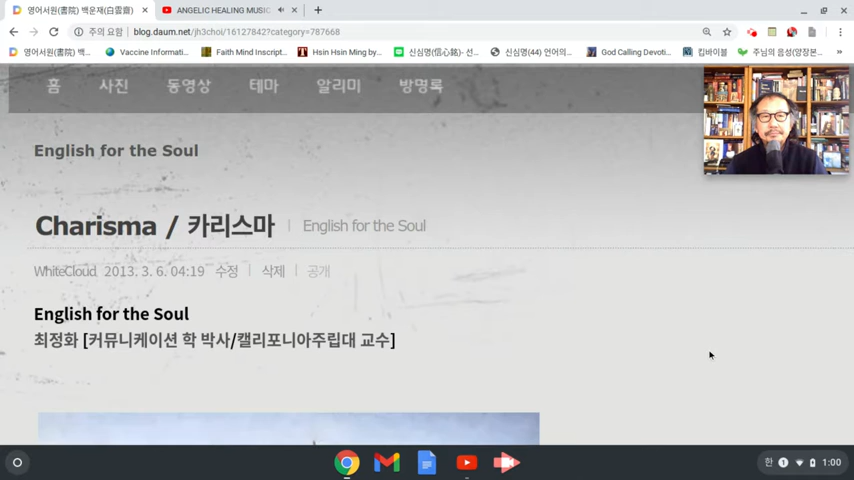 영어서원(書院) 백운재(白雲齋)
ANGELIC HEALING MUSIC
주의 요함
blog.daum.net/jh3choi/16127842?category=787668
영어서원(書院) 백...
Vaccine Informati...
Faith Mind Inscript...
Hsin Hsin Ming by...
신심명(信心銘) - 선...
신심명(44) 언어의...
God Calling Devoti...
킵바이블
주님의 음성(양장본...
홈 사진 동영상 테마 알리미 방명록
English for the Soul
Charisma / 카리스마 | English for the Soul
WhiteCloud 2013. 3. 6. 04:19 수정 | 삭제 | 공개
English for the Soul
최정화 [커뮤니케이션 학 박사/캘리포니아주립대 교수]
한 1 1:00